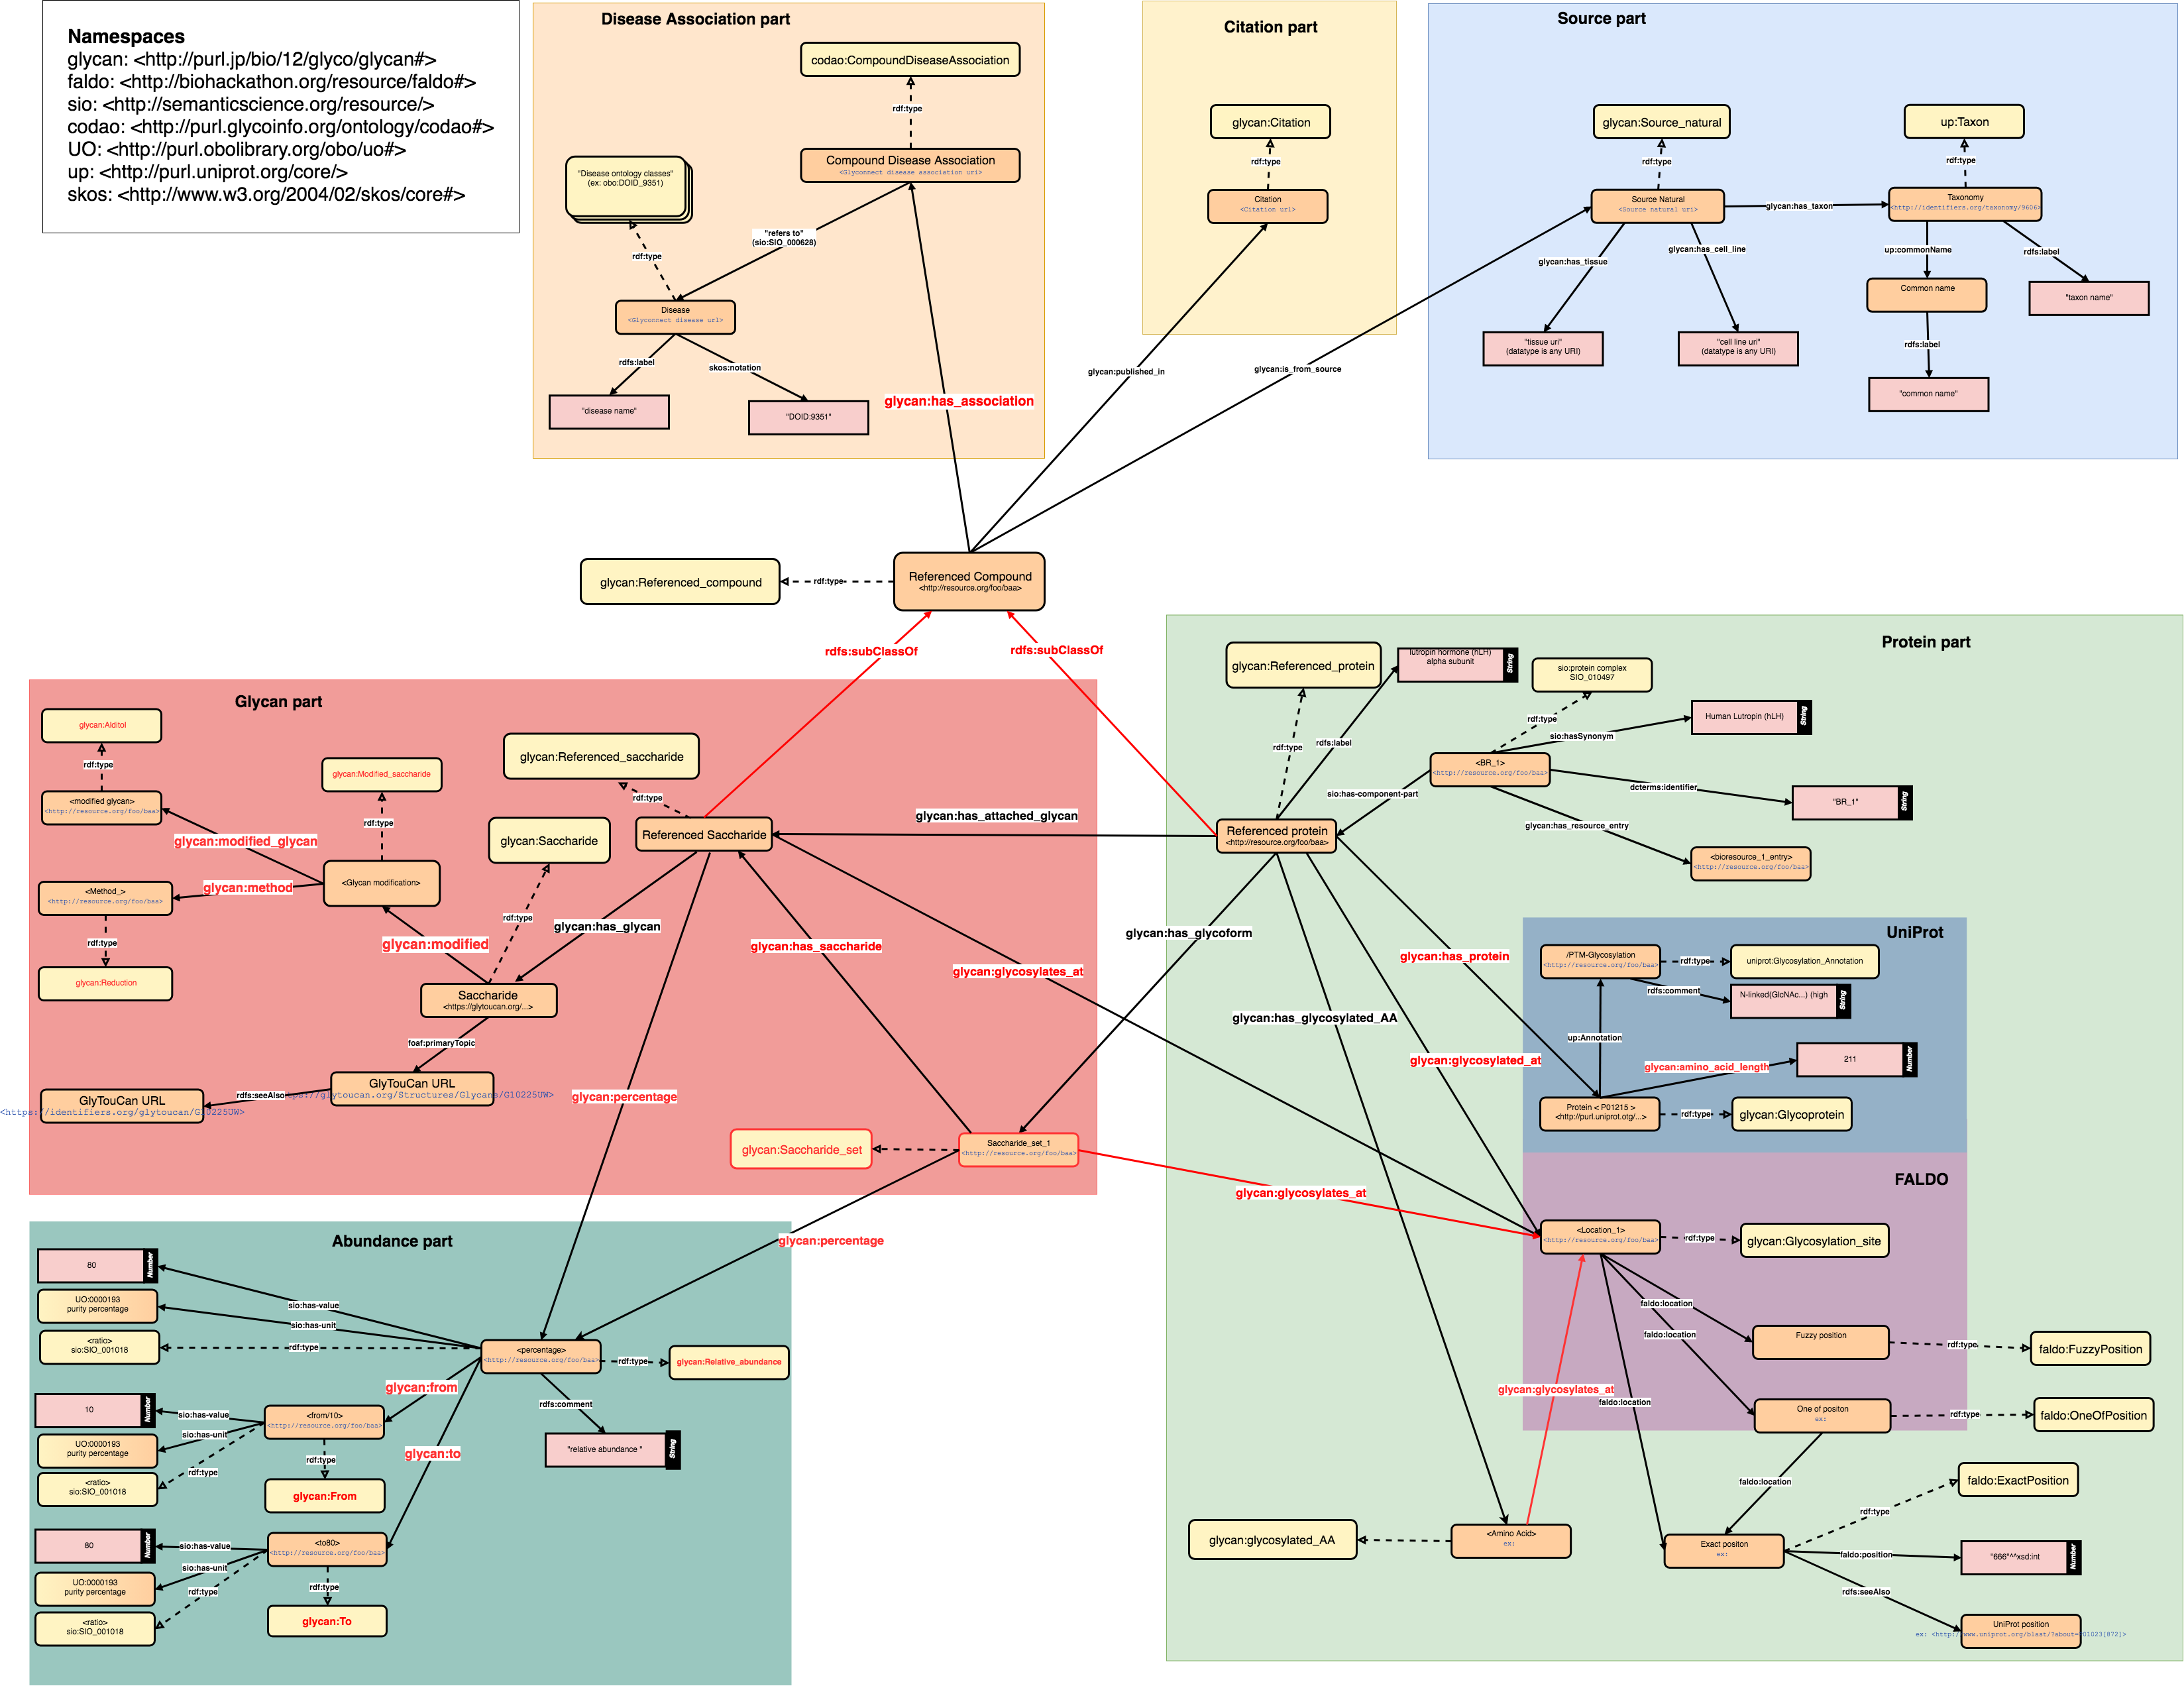 Namespaces
glycan: <http://purl.jp/bio/12/glyco/glycan#>
faldo: <http://biohackathon.org/resource/faldo#>
sio: <http://semanticscience.org/resource/>
codao: <http://purl.glycoinfo.org/ontology/codao#>
UO: <http://purl.obolibrary.org/obo/uo#>
up: <http://purl.uniprot.org/core/>
skos: <http://www.w3.org/2004/02/skos/core#>
Disease Association part
codao:CompoundDiseaseAssociation
rdf:type
Compound Disease Association
<Glyconnect disease association uri>
"Disease ontology classes"
(ex: obo:DOID_9351)
"refers to"
(sio:SIO_000628)
rdf:type
Disease
<Glyconnect disease url>
rdfs:label
skos:notation
"disease name"
"DOID:9351"
glycan:has_association
Citation part
glycan:Citation
rdf:type
Citation
<Citation url>
glycan:published_in
Source part
glycan:Source_natural
up:Taxon
rdf:type
rdf:type
Source Natural
<Source natural uri>
glycan:has_taxon
Taxonomy
<http://identifiers.org/taxonomy/9606>
glycan:has_tissue
glycan:has_cell_line
up:commonName
rdfs:label
Common name
"taxon name"
"tissue uri"
(datatype is any URI)
"cell line uri"
(datatype is any URI)
rdfs:label
"common name"
glycan:is_from_source
glycan:Referenced_compound
rdf:type
Referenced Compound
<http://resource.org/foo/baa>
rdfs:subClassOf
rdfs:subClassOf
Glycan part
glycan:Alditol
rdf:type
<modified glycan>
<http://resource.org/foo/baa>
glycan:Modified_saccharide
rdf:type
glycan:modified_glycan
glycan:Referenced_saccharide
rdf:type
glycan:Saccharide
Referenced Saccharide
glycan:has_attached_glycan
<Method_>
<http://resource.org/foo/baa>
glycan:method
<Glycan modification>
rdf:type
glycan:Reduction
glycan:modified
rdf:type
glycan:has_glycan
glycan:has_saccharide
glycan:glycosylates_at
Saccharide
<https://glytoucan.org/...>
foaf:primaryTopic
GlyTouCan URL
ps://glytoucan.org/Structures/Glycans/G10225UW>
rdfs:seeAlso
GlyTouCan URL
<https://identifiers.org/glytoucan/G10225UW>
glycan:percentage
glycan:Saccharide_set
Saccharide_set_1
<http://resource.org/foo/baa>
glycan:glycosylates_at
Protein part
glycan:Referenced_protein
lutropin hormone (hLH)
alpha subunit
String
sio:protein complex
SIO_010497
rdf:type
rdfs:label
rdf:type
sio:hasSynonym
Human Lutropin (hLH)
String
<BR_1>
<http://resource.org/foo/baa>
sio:has-component-part
dcterms:identifier
"BR_1"
String
glycan:has_resource_entry
<bioresource_1_entry>
<http://resource.org/foo/baa>
Referenced protein
<http://resource.org/foo/baa>
glycan:has_glycoform
glycan:has_protein
glycan:has_glycosylated_AA
glycan:glycosylated_at
UniProt
/PTM-Glycosylation
<http://resource.org/foo/baa>
rdf:type
uniprot:Glycosylation_Annotation
rdfs:comment
N-linked(GlcNAc...) (high
String
up:Annotation
glycan:amino_acid_length
211
Number
Protein < P01215 >
<http://purl.uniprot.otg/...>
rdf:type
glycan:Glycoprotein
FALDO
<Location_1>
<http://resource.org/foo/baa>
rdf:type
glycan:Glycosylation_site
faldo:location
faldo:location
Fuzzy position
rdf:type
faldo:FuzzyPosition
glycan:glycosylates_at
faldo:location
One of positon
ex:
rdf:type
faldo:OneOfPosition
faldo:location
faldo:ExactPosition
rdf:type
glycan:glycosylated_AA
<Amino Acid>
ex:
Exact positon
ex:
faldo:position
"666"^^xsd:int
Number
rdfs:seeAlso
UniProt position
Abundance part
glycan:percentage
80
Number
sio:has-value
UO:0000193
purity percentage
sio:has-unit
<ratio>
sio:SIO_001018
rdf:type
<percentage>
<http://resource.org/foo/baa>
rdf:type
glycan:Relative_abundance
glycan:from
rdfs:comment
"relative abundance "
String
10
Number
sio:has-value
<from/10>
<http://resource.org/foo/baa>
UO:0000193
purity percentage
sio:has-unit
<ratio>
sio:SIO_001018
rdf:type
rdf:type
glycan:From
glycan:to
80
Number
sio:has-value
<to80>
<http://resource.org/foo/baa>
UO:0000193
purity percentage
sio:has-unit
<ratio>
sio:SIO_001018
rdf:type
rdf:type
glycan:To